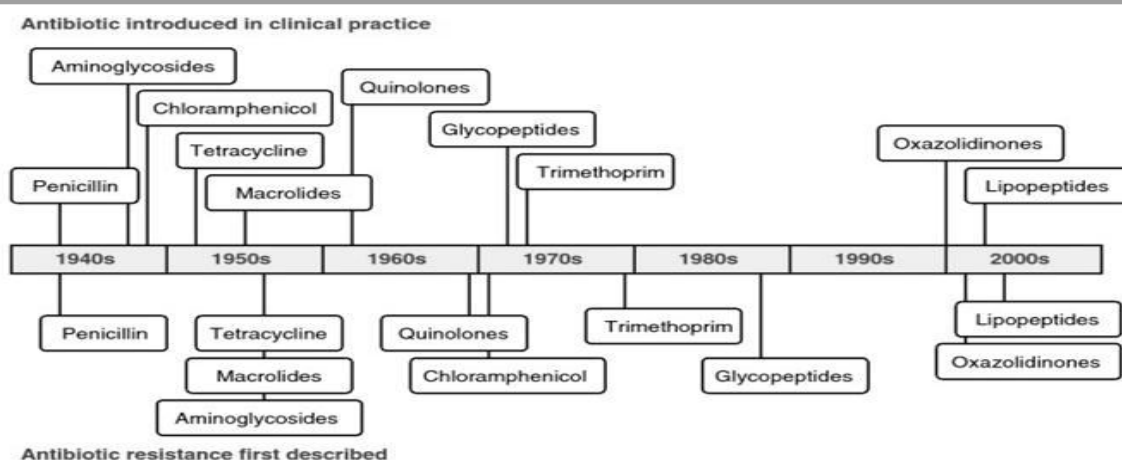 Antibiotic introduced in clinical practice
Aminoglycosides
Quinolones
Chloramphenicol
Glycopeptides
Oxazolidinones
Tetracycline
Trimethoprim
Penicillin
Macrolides
Lipopeptides
1940s 1950s 1960s 1970s 1980s 1990s 2000s
Penicillin Tetracycline Quinolones Trimethoprim Lipopeptides
Macrolides Chloramphenicol Glycopeptides Oxazolidinones
Aminoglycosides
Antibiotic resistance first described